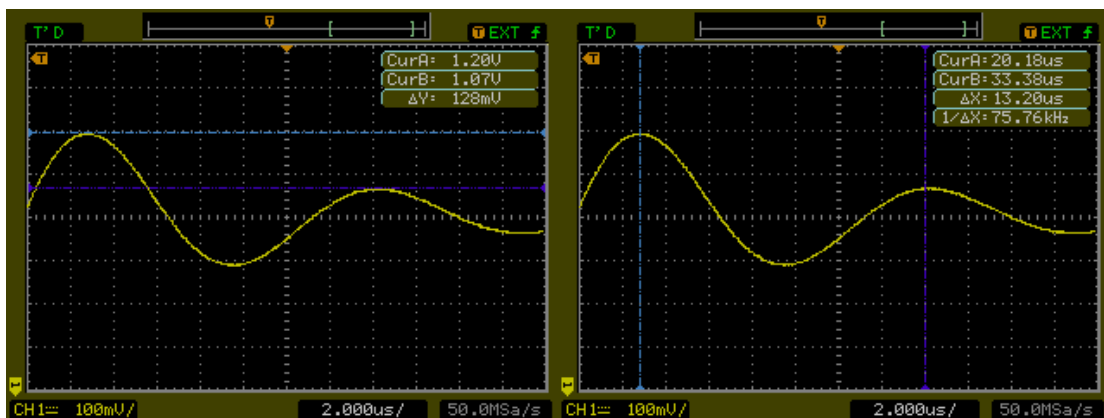 T'D T EXT
T
CurA: 1.20V
CurB: 1.07V
ΔY: 128mV
CH1 100mV/ 2.000us/ 50.0MSa/s
T'D T EXT
T
CurA:20.18us
CurB:33.38us
ΔX:13.20us
1/ΔX:75.76kHz
CH1 100mV/ 2.000us/ 50.0MSa/s